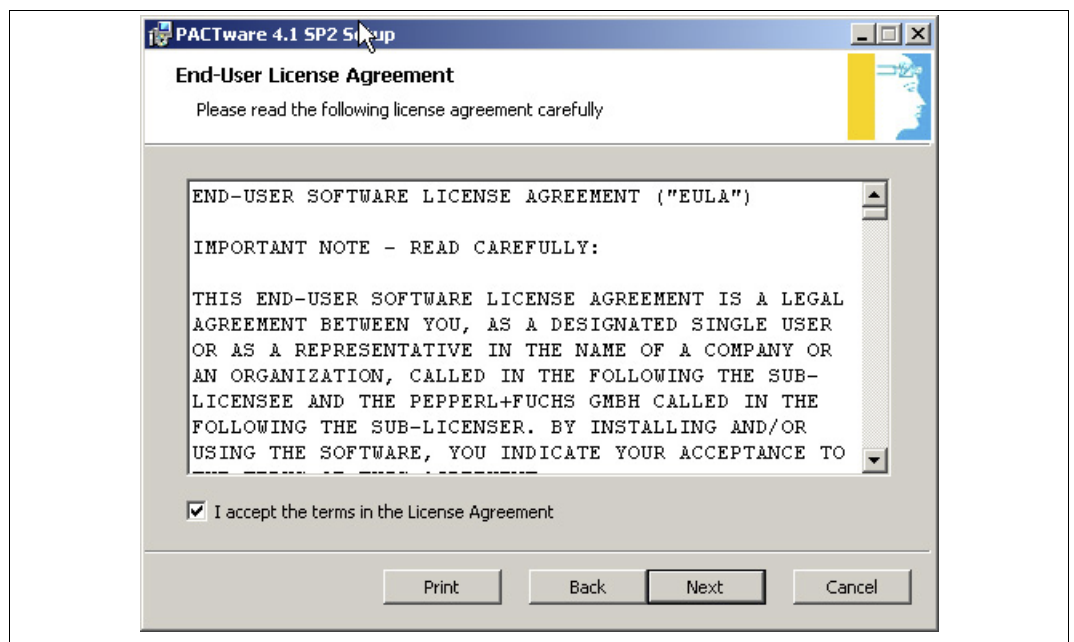 PACTware 4.1 SP2 Setup
End-User License Agreement
Please read the following license agreement carefully
END-USER SOFTWARE LICENSE AGREEMENT ("EULA")
IMPORTANT NOTE - READ CAREFULLY:
THIS END-USER SOFTWARE LICENSE AGREEMENT IS A LEGAL
AGREEMENT BETWEEN YOU, AS A DESIGNATED SINGLE USER
OR AS A REPRESENTATIVE IN THE NAME OF A COMPANY OR
AN ORGANIZATION, CALLED IN THE FOLLOWING THE SUB-
LICENSEE AND THE PEPPERL+FUCHS GMBH CALLED IN THE
FOLLOWING THE SUB-LICENSER. BY INSTALLING AND/OR
USING THE SOFTWARE, YOU INDICATE YOUR ACCEPTANCE TO
I accept the terms in the License Agreement
Print Back Next Cancel